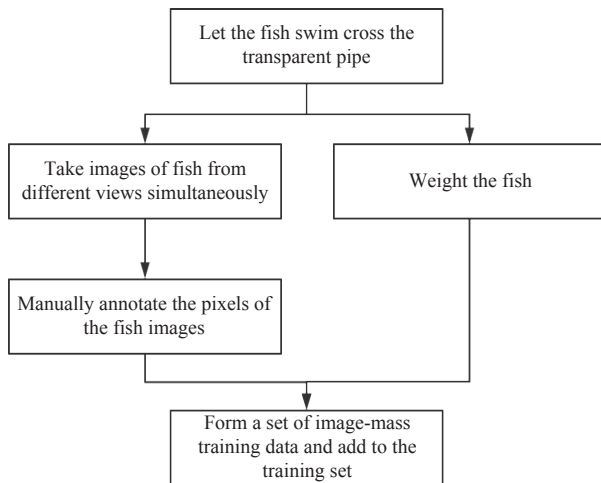 Let the fish swim cross the
transparent pipe
Take images of fish from
different views simultaneously
Weight the fish
Manually annotate the pixels of
the fish images
Form a set of image-mass
training data and add to the
training set